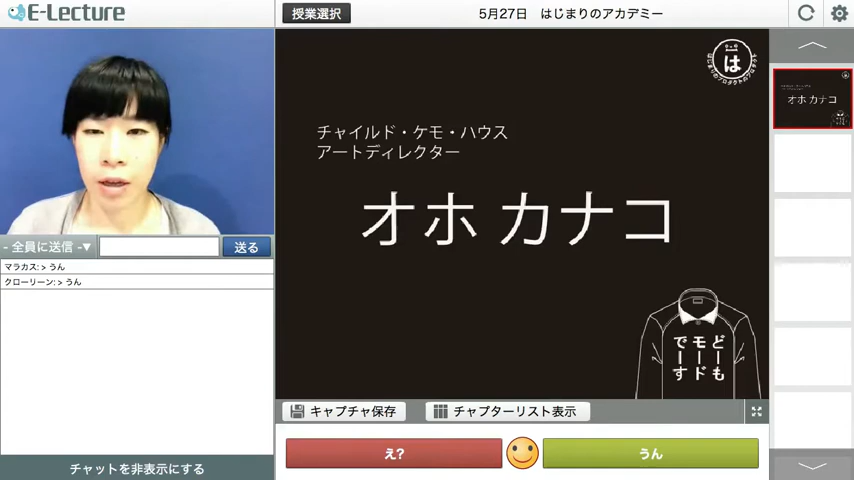 E-Lecture
授業選択
5月27日 はじまりのアカデミー
は
チャイルド・ケモ・ハウス
アートディレクター
オホ カナコ
どーも
モード
でーす
オホ カナコ
- 全員に送信 -▼
送る
マラカス: > うん
クローリーン: > うん
キャプチャ保存
チャプターリスト表示
え?
うん
チャットを非表示にする